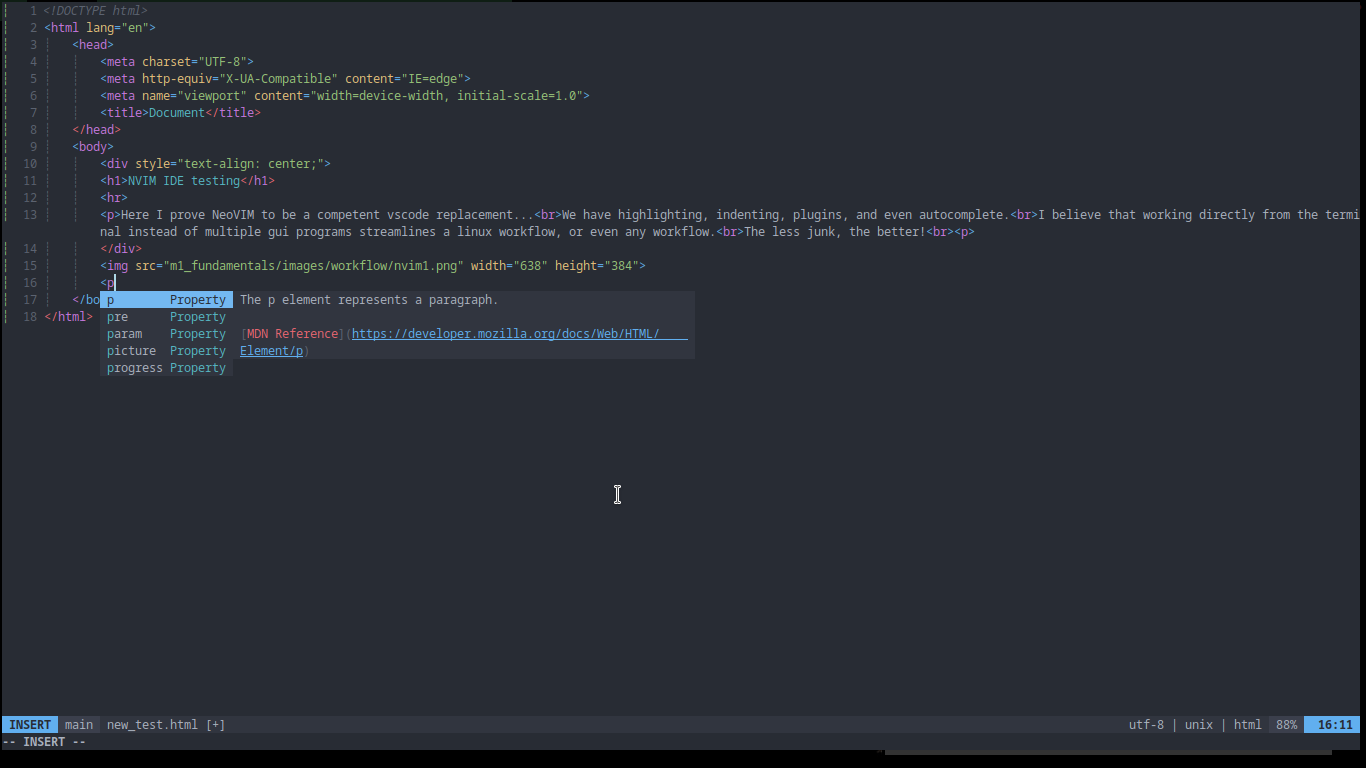 1 <!DOCTYPE html>
2 <html lang="en">
3 <head>
4 <meta charset="UTF-8">
5 <meta http-equiv="X-UA-Compatible" content="IE=edge">
6 <meta name="viewport" content="width=device-width, initial-scale=1.0">
7 <title>Document</title>
8 </head>
9 <body>
10 <div style="text-align: center;">
11 <h1>NVIM IDE testing</h1>
12 <hr>
13 <p>Here I prove NeoVIM to be a competent vscode replacement...<br>We have highlighting, indenting, plugins, and even autocomplete.<br>I believe that working directly from the termi
nal instead of multiple gui programs streamlines a linux workflow, or even any workflow.<br>The less junk, the better!<br><p>
14 </div>
15 <img src="m1_fundamentals/images/workflow/nvim1.png" width="638" height="384">
16 <p
17 </bo p Property The p element represents a paragraph.
18 </html> pre Property
param Property [MDN Reference](https://developer.mozilla.org/docs/Web/HTML/
picture Property Element/p)
progress Property
INSERT main new_test.html [+] utf-8 | unix | html 88% 16:11
-- INSERT --